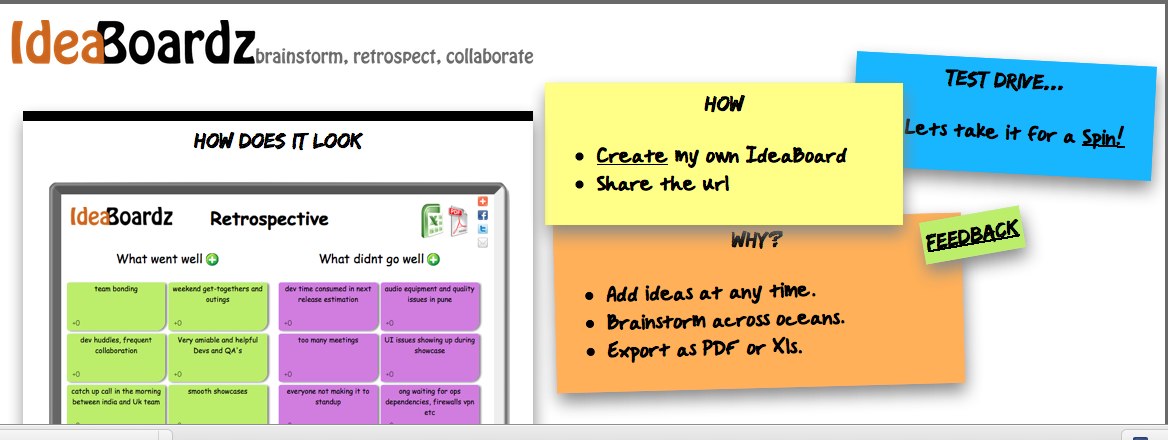 IdeaBoardz brainstorm, retrospect, collaborate
HOW DOES IT LOOK
IdeaBoardz Retrospective
PDF
What went well
What didnt go well
team bonding
+0
weekend get-togethers and
outings
+0
dev time consumed in next
release estimation
+0
audio equipment and quality
issues in pune
+0
dev huddies, frequent
collaboration
+0
Very amiable and helpful
Devs and QA's
+0
too many meetings
+0
UI issues showing up during
showcase
+0
catch up call in the morning
between india and Uk team
smooth showcases
everyone not making it to
standup
ong waiting for ops
dependencies, firewalls vpn
etc
HOW
Create my own IdeaBoard
Share the url
TEST DRIVE...
Lets take it for a Spin!
WHY?
Add ideas at any time.
Brainstorm across oceans.
Export as PDF or Xls.
FEEDBACK